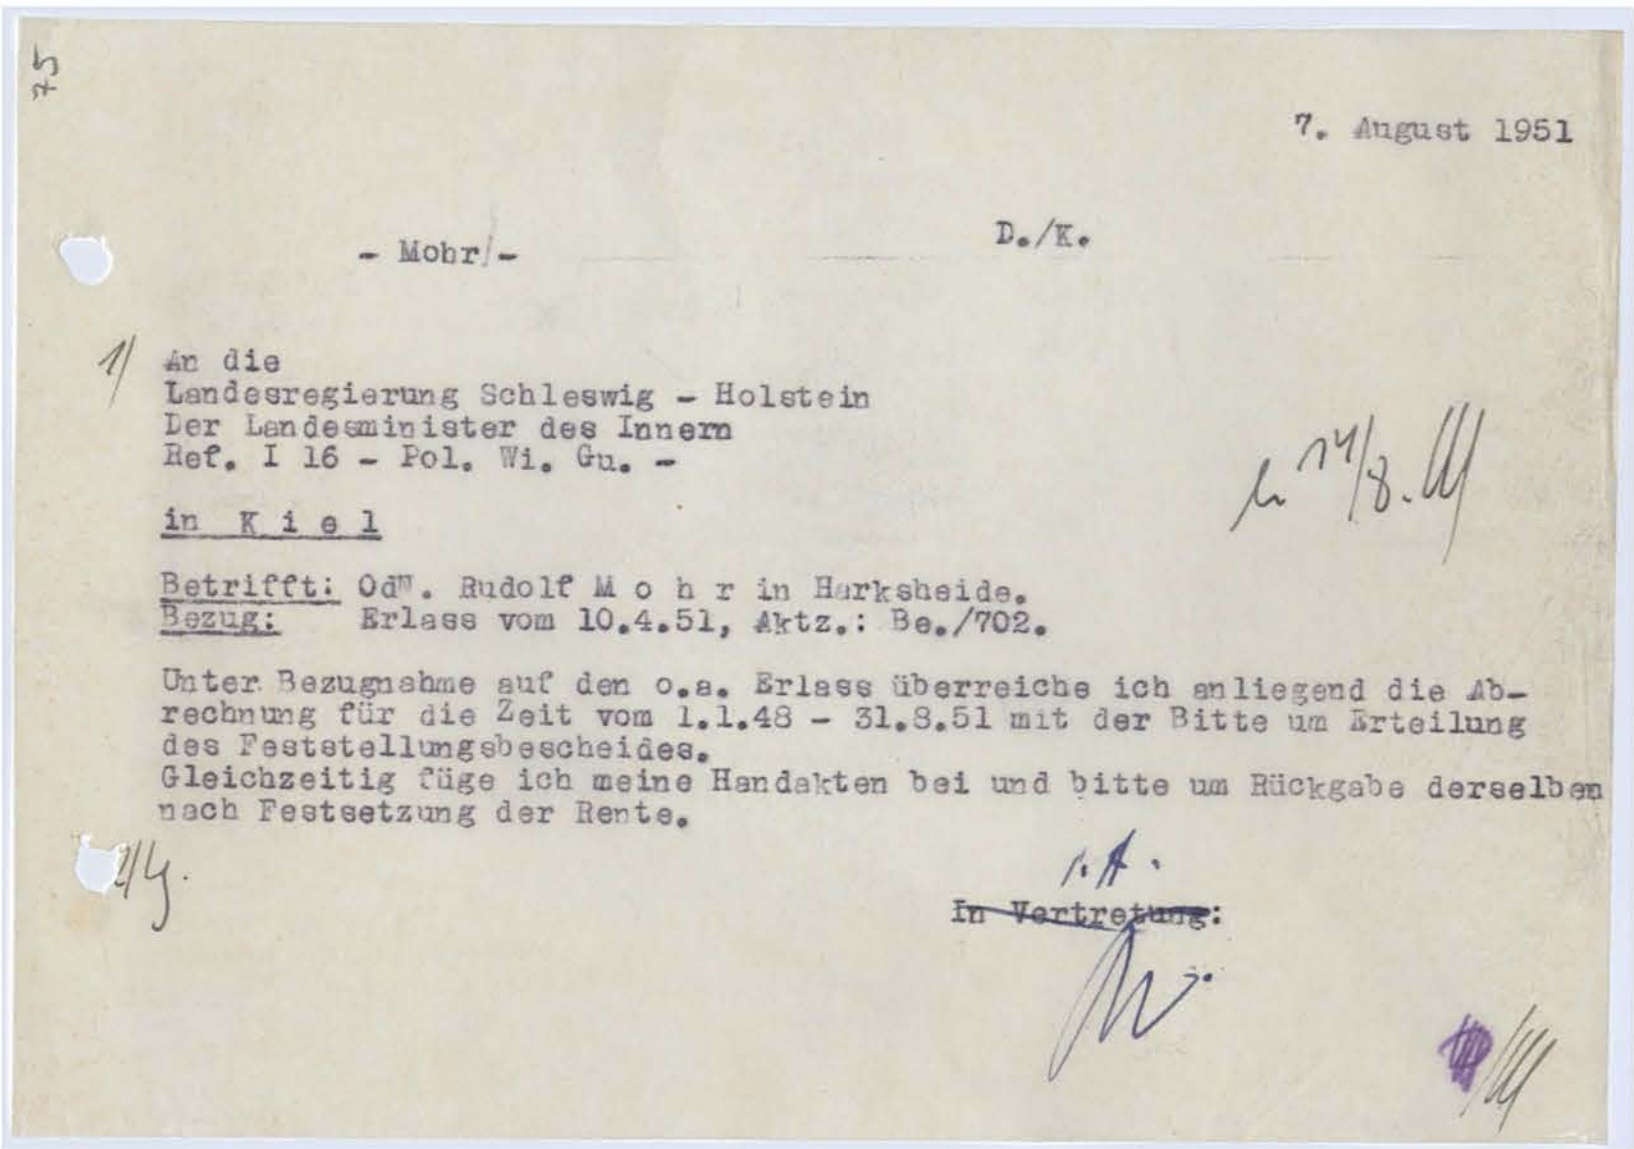 75
7. August 1951
- Mohr - D./K.
1/ An die
Landesregierung Schleswig - Holstein
Der Landesminister des Innern
Ref. I 16 - Pol. Wi. Gu. -
14/8.
in K i e l
Betrifft: OdW. Rudolf M o h r in Harksheide.
Bezug: Erlass vom 10.4.51, Aktz.: Be./702.
Unter Bezugnahme auf den o.a. Erlass überreiche ich anliegend die Ab-
rechnung für die Zeit vom 1.1.48 - 31.8.51 mit der Bitte um Erteilung
des Feststellungsbescheides.
Gleichzeitig füge ich meine Handakten bei und bitte um Rückgabe derselben
nach Festsetzung der Rente.
I.A.
In Vertretung: